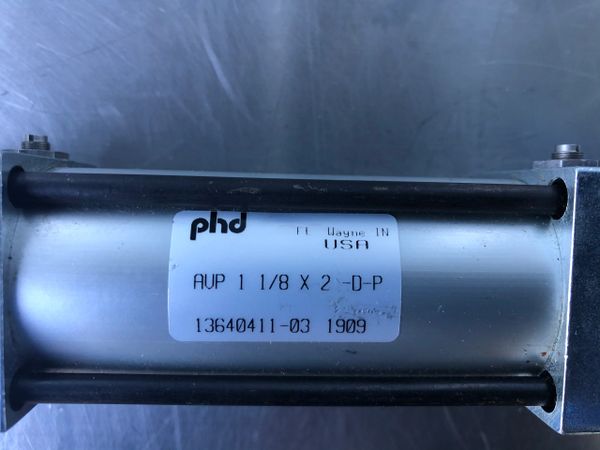 phd
Ft Wayne IN
USA
AVP 1 1/8 X 2 -D-P
13640411-03 1909